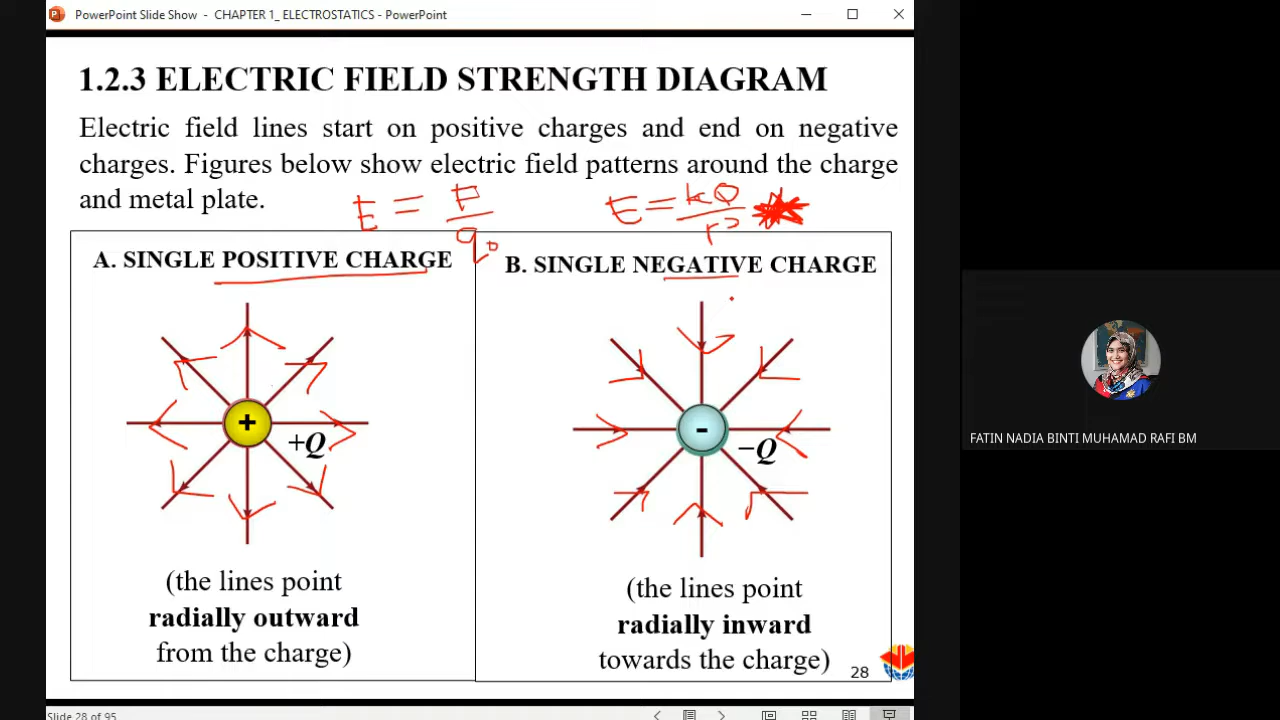 PowerPoint Slide Show - CHAPTER 1_ ELECTROSTATICS - PowerPoint
1.2.3 ELECTRIC FIELD STRENGTH DIAGRAM
Electric field lines start on positive charges and end on negative
charges. Figures below show electric field patterns around the charge
and metal plate.
E = F/q₀
E = kQ/r²
A. SINGLE POSITIVE CHARGE
B. SINGLE NEGATIVE CHARGE
+
+Q
-
−Q
(the lines point
radially outward
from the charge)
(the lines point
radially inward
towards the charge)
28
FATIN NADIA BINTI MUHAMAD RAFI BM
Slide 28 of 95